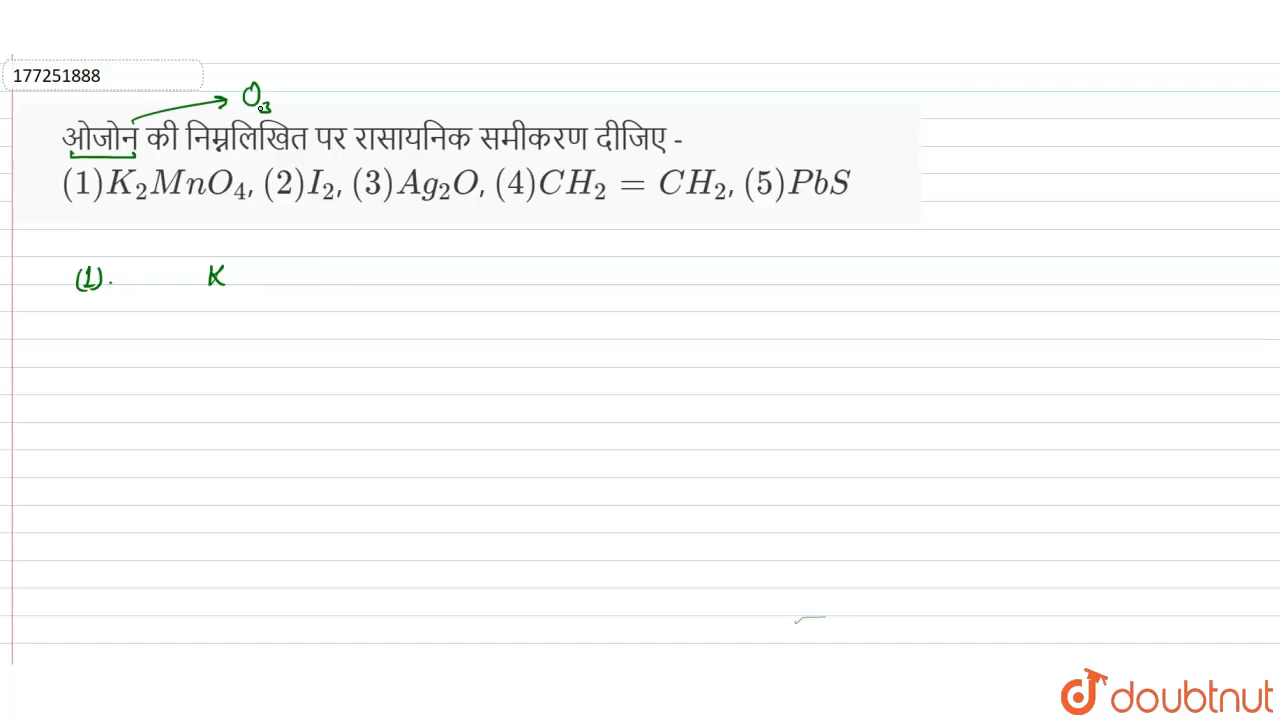 177251888
O₃
ओजोन की निम्नलिखित पर रासायनिक समीकरण दीजिए -
(1)K₂MnO₄, (2)I₂, (3)Ag₂O, (4)CH₂ = CH₂, (5)PbS
(1). K
doubtnut